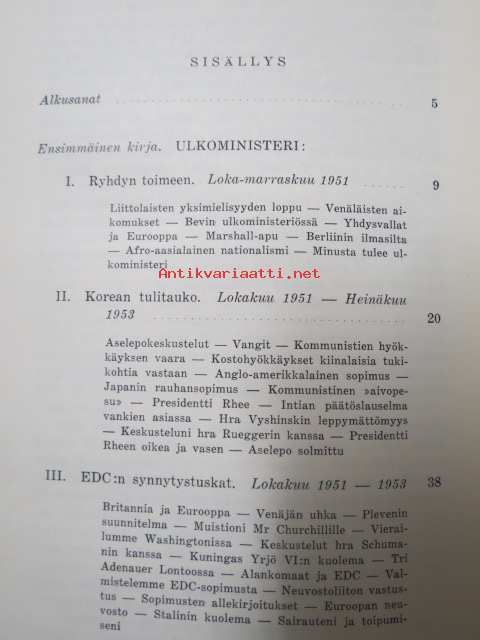 SISÄLLYS
Alkusanat 5
Ensimmäinen kirja. ULKOMINISTERI:
I. Ryhdyn toimeen. Loka-marraskuu 1951 ...... 9
Liittolaisten yksimielisyyden loppu — Venäläisten ai-
komukset — Bevin ulkoministeriössä — Yhdysvallat
ja Eurooppa — Marshall-apu — Berliinin ilmasilta
— Afro-aasialainen nationalismi — Minusta tulee ul-
koministeri
Antikvariaatti.net
II. Korean tulitauko. Lokakuu 1951 — Heinäkuu
1953 20
Aselepokeskustelut — Vangit — Kommunistien hyök-
käyksen vaara — Kostohyökkäykset kiinalaisia tuki-
kohtia vastaan — Anglo-amerikkalainen sopimus —
Japanin rauhansopimus — Kommunistinen »aivope-
su» — Presidentti Rhee — Intian päätöslauselma
vankien asiassa — Hra Vyshinskin leppymättömyys
— Keskusteluni hra Rueggerin kanssa — Presidentti
Rheen oikea ja vasen — Aselepo solmittu
III. EDC:n synnytystuskat. Lokakuu 1951 — 1953 38
Britannia ja Eurooppa — Venäjän uhka — Plevenin
suunnitelma — Muistioni Mr Churchillille — Vierai-
lumme Washingtonissa — Keskustelut hra Schuma-
nin kanssa — Kuningas Yrjö VI:n kuolema — Tri
Adenauer Lontoossa — Alankomaat ja EDC — Val-
mistelemme EDC-sopimusta — Neuvostoliiton vastus-
tus — Sopimusten allekirjoitukset — Euroopan neu-
vosto — Stalinin kuolema — Sairauteni ja toipumi-
seni